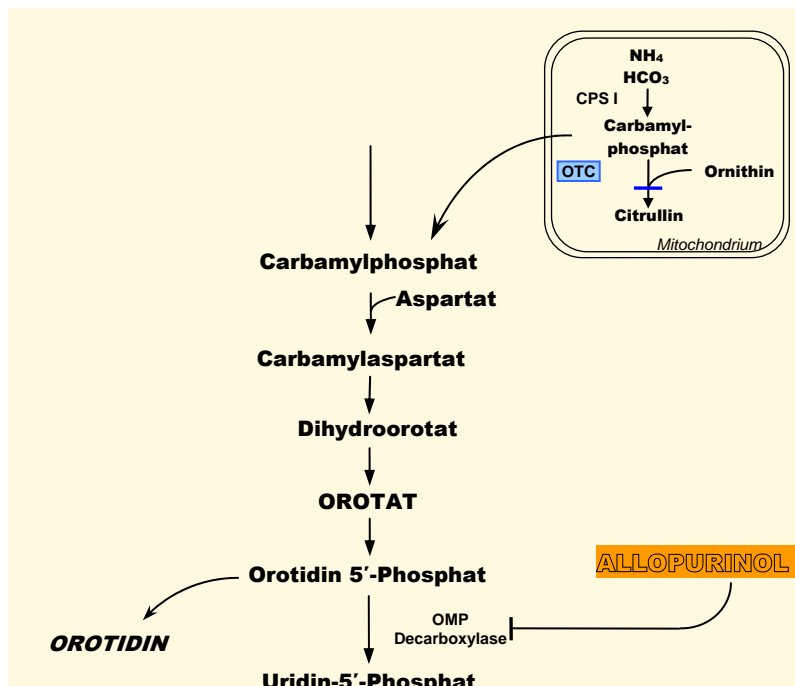 NH₄
HCO₃
CPS I
Carbamyl-
phosphat
OTC
Ornithin
Citrullin
Mitochondrium
Carbamylphosphat
Aspartat
Carbamylaspartat
Dihydroorotat
OROTAT
Orotidin 5′-Phosphat
ALLOPURINOL
OMP
Decarboxylase
OROTIDIN
Uridin-5′-Phosphat